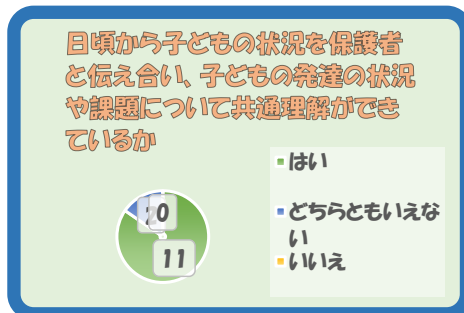 日頃から子どもの状況を保護者
と伝え合い、子どもの発達の状況
や課題について共通理解ができ
ているか
はい
どちらともいえな
い
いいえ
0
11